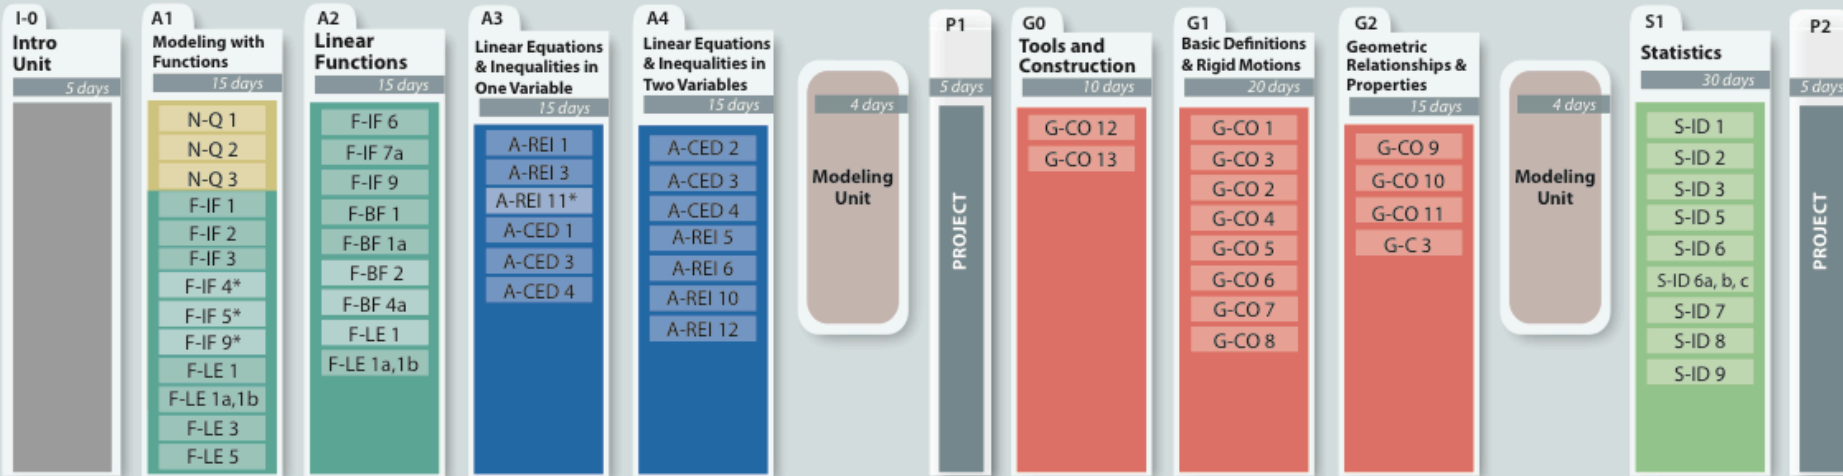 I-0
Intro
Unit
5 days
A1
Modeling with
Functions
15 days
N-Q 1
N-Q 2
N-Q 3
F-IF 1
F-IF 2
F-IF 3
F-IF 4*
F-IF 5*
F-IF 9*
F-LE 1
F-LE 1a,1b
F-LE 3
F-LE 5
A2
Linear
Functions
15 days
F-IF 6
F-IF 7a
F-IF 9
F-BF 1
F-BF 1a
F-BF 2
F-BF 4a
F-LE 1
F-LE 1a,1b
A3
Linear Equations
& Inequalities in
One Variable
15 days
A-REI 1
A-REI 3
A-REI 11*
A-CED 1
A-CED 3
A-CED 4
A4
Linear Equations
& Inequalities in
Two Variables
15 days
A-CED 2
A-CED 3
A-CED 4
A-REI 5
A-REI 6
A-REI 10
A-REI 12
4 days
Modeling
Unit
P1
5 days
PROJECT
G0
Tools and
Construction
10 days
G-CO 12
G-CO 13
G1
Basic Definitions
& Rigid Motions
20 days
G-CO 1
G-CO 3
G-CO 2
G-CO 4
G-CO 5
G-CO 6
G-CO 7
G-CO 8
G2
Geometric
Relationships &
Properties
15 days
G-CO 9
G-CO 10
G-CO 11
G-C 3
4 days
Modeling
Unit
S1
Statistics
30 days
S-ID 1
S-ID 2
S-ID 3
S-ID 5
S-ID 6
S-ID 6a, b, c
S-ID 7
S-ID 8
S-ID 9
P2
5 days
PROJECT